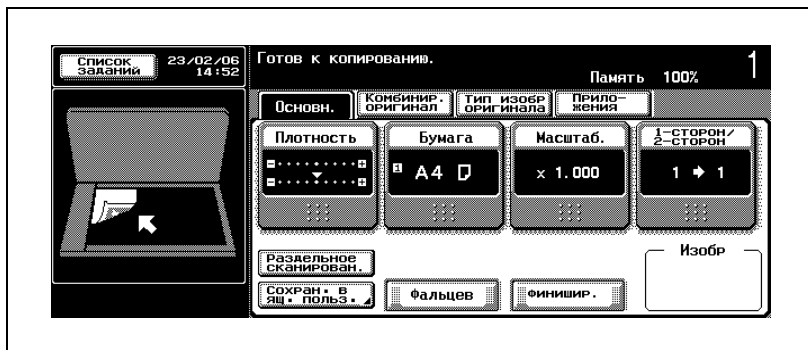 Список заданий
23/02/06
14:52
Готов к копированию.
Память 100%
1
Основн.
Комбинир. оригинал
Тип изобр оригинала
Прило-
жения
Плотность
Бумага
Масштаб.
1-сторон/
2-сторон
1 A4
x 1.000
1 → 1
Раздельное
сканирован.
Изобр
Сохран. в
ящ. польз.
Фальцев
Финишир.